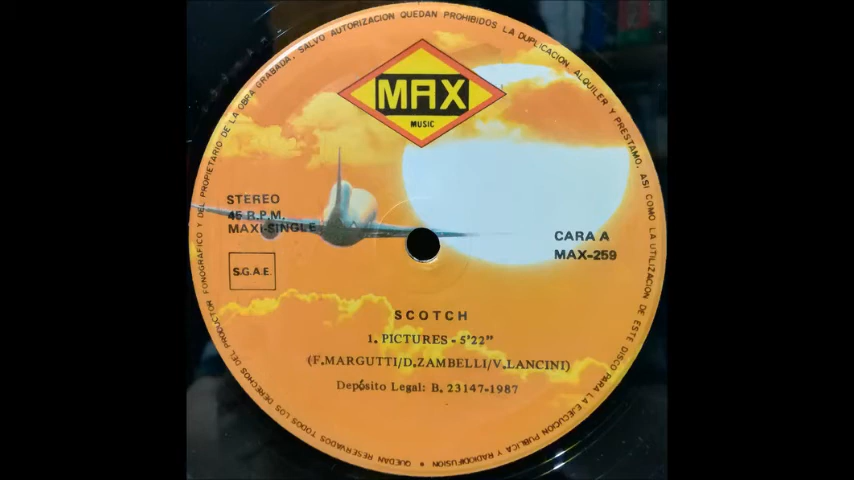 QUEDAN RESERVADOS TODOS LOS DERECHOS DEL PRODUCTOR FONOGRAFICO Y DEL PROPIETARIO DE LA OBRA GRABADA. SALVO AUTORIZACION QUEDAN PROHIBIDOS LA DUPLICACION, ALQUILER Y PRESTAMO, ASI COMO LA UTILIZACION DE ESTE DISCO PARA LA EJECUCION PUBLICA Y RADIODIFUSION •
MAX
MUSIC
STEREO
45 R.P.M.
MAXI-SINGLE
S.G.A.E.
CARA A
MAX-259
SCOTCH
1. PICTURES - 5'22"
(F.MARGUTTI/D.ZAMBELLI/V.LANCINI)
Depósito Legal: B. 23147-1987